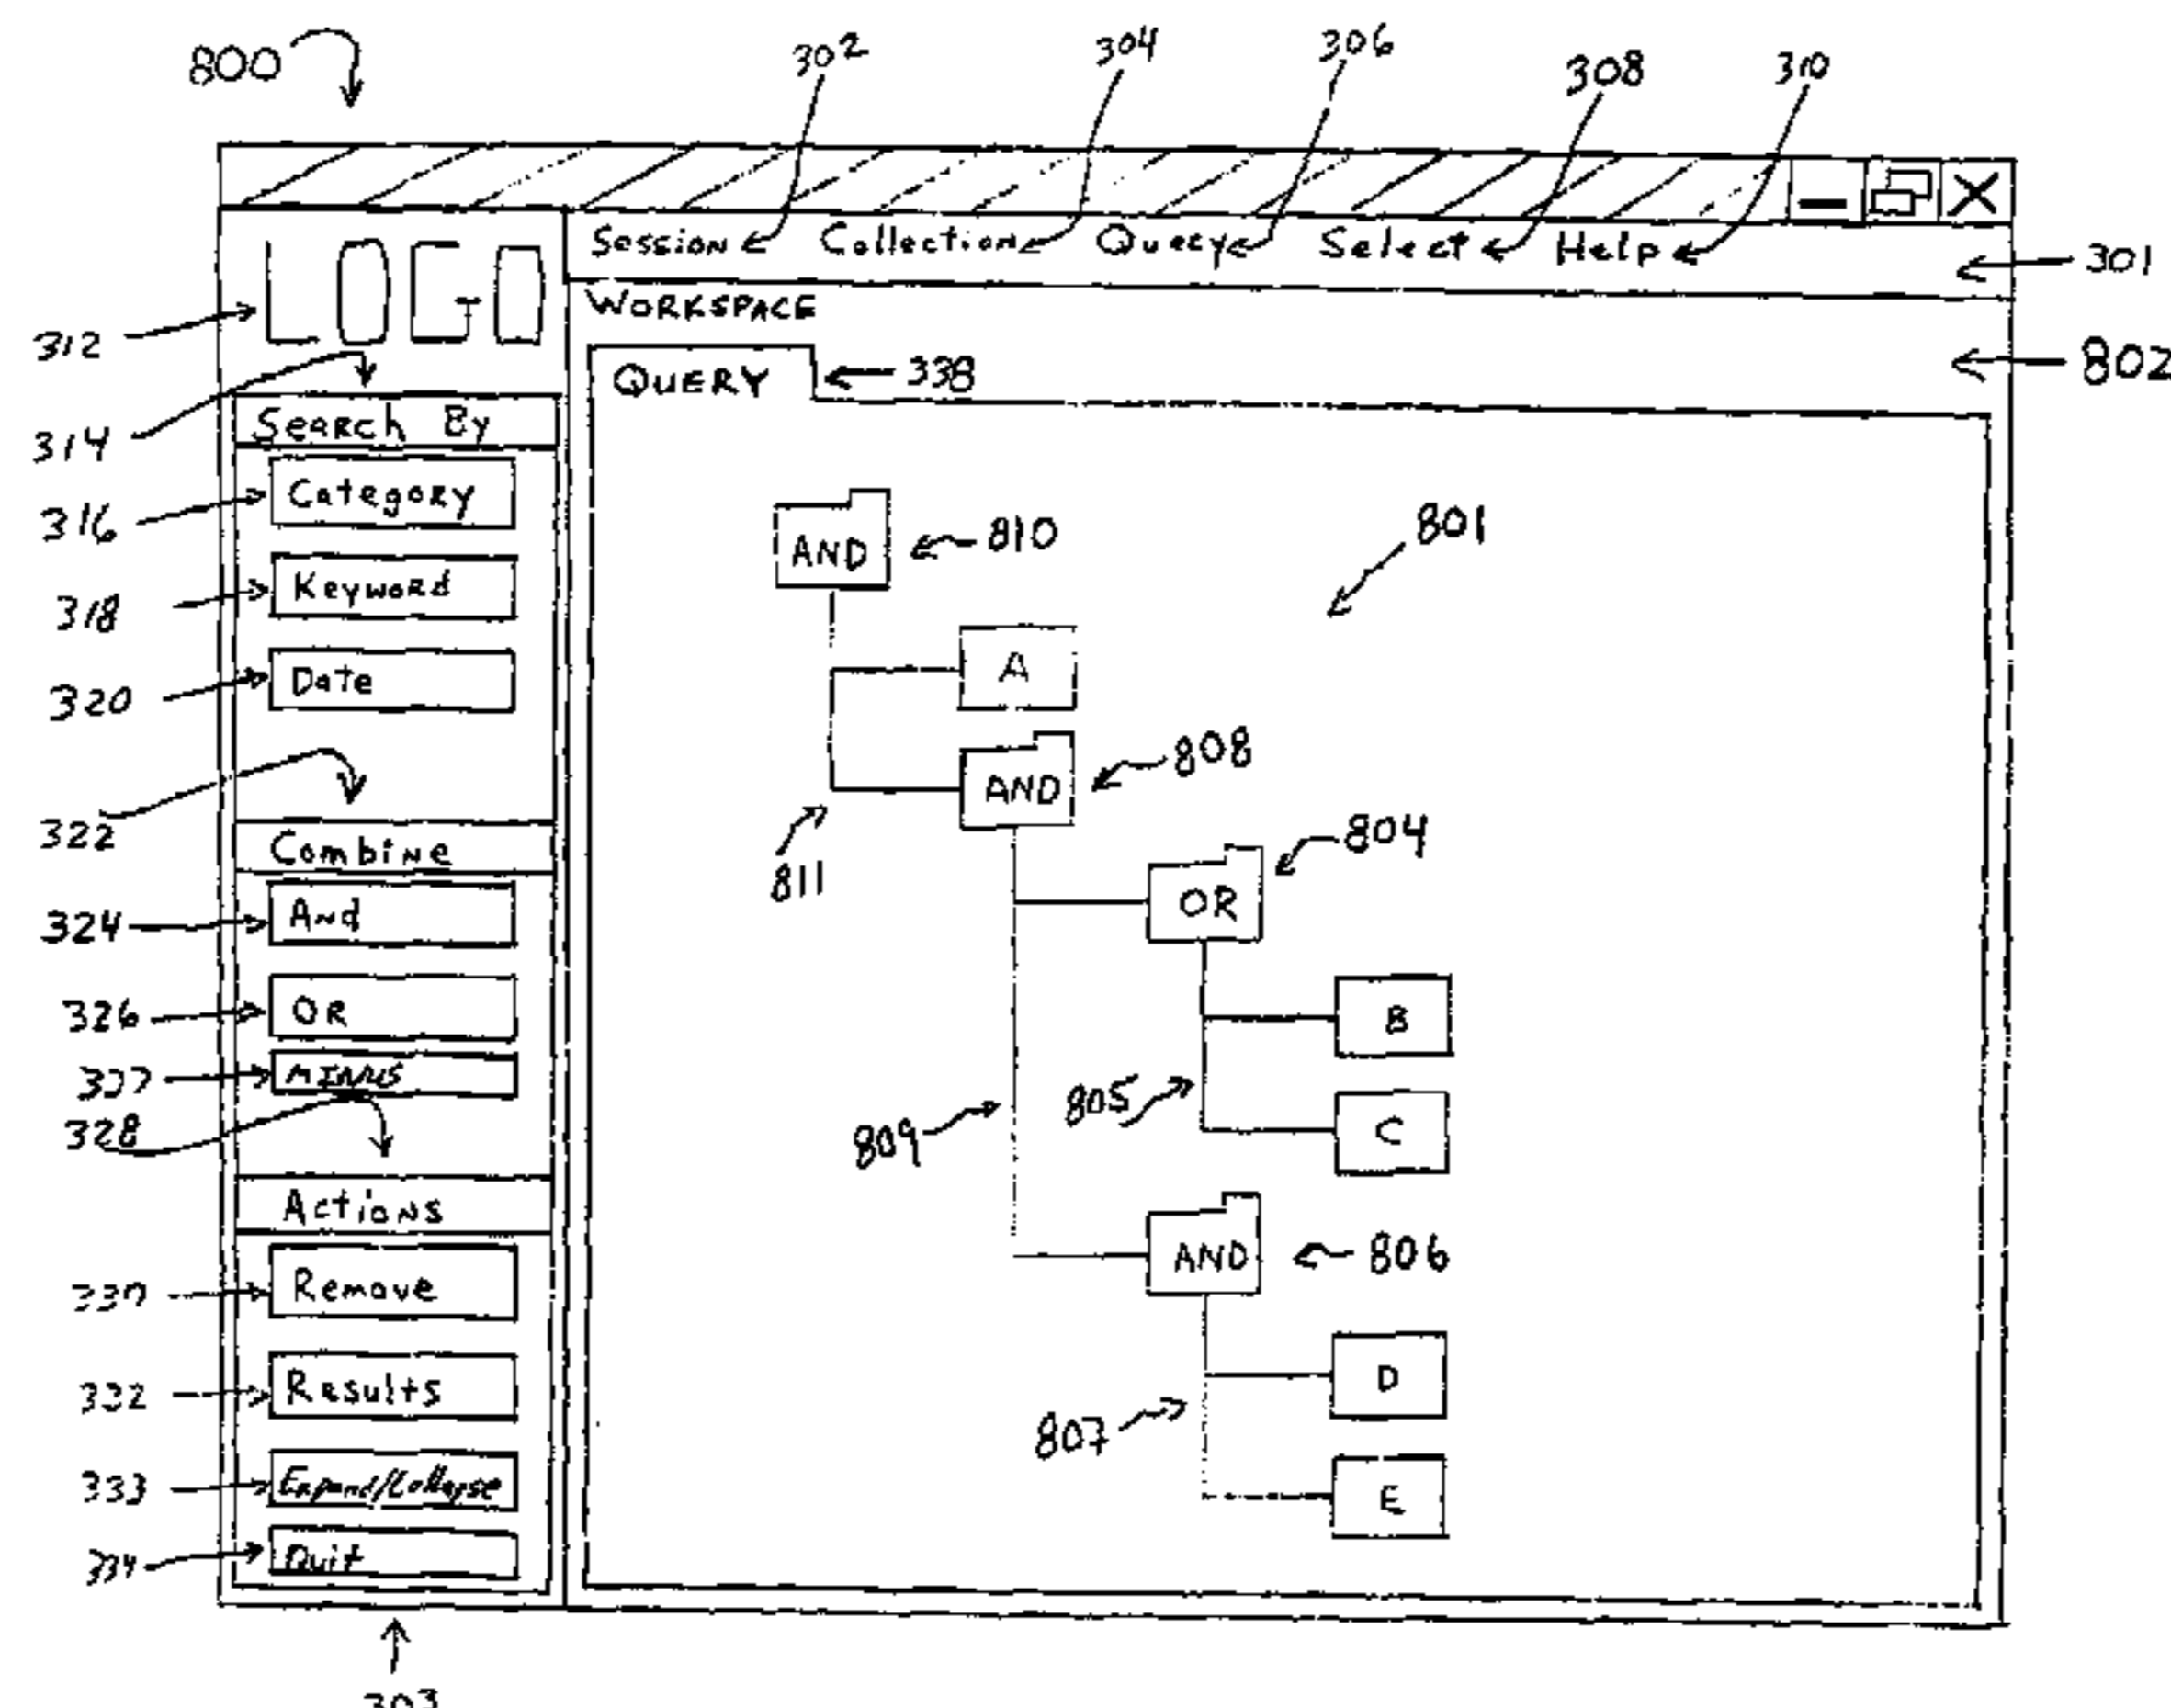 800
302 304 306 308 310
Session Collection Query Select Help
301
LOGO
312
WORKSPACE
802
QUERY
338
314
Search By
316 Category
318 Keyword
320 Date
322
Combine
324 And
326 OR
MINUS
328
Actions
Remove
332 Results
333 Expand/Collapse
334 Quit
303
801
AND 810
A
AND 808
811
OR 804
B
805
C
809
AND 806
D
807
E